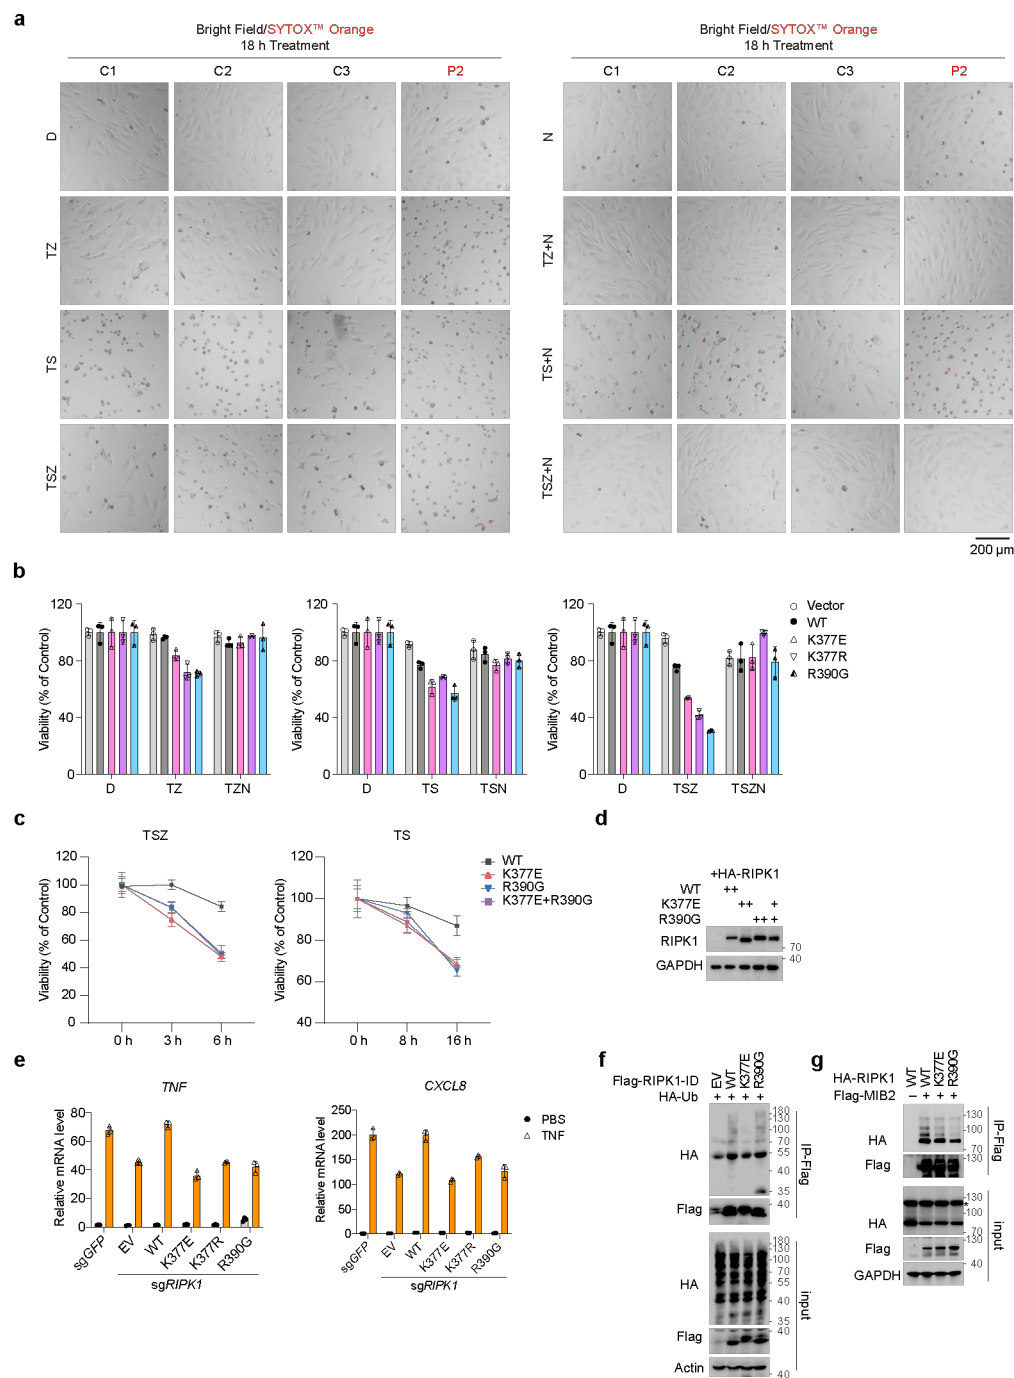 a
Bright Field/SYTOX™ Orange
18 h Treatment
C1 C2 C3 P2
D
TZ
TS
TSZ
Bright Field/SYTOX™ Orange
18 h Treatment
C1 C2 C3 P2
N
TZ+N
TS+N
TSZ+N
200 µm
b
Viability (% of Control)
120
80
40
0
D TZ TZN
Viability (% of Control)
120
80
40
0
D TS TSN
Viability (% of Control)
120
80
40
0
D TSZ TSZN
Vector
WT
K377E
K377R
R390G
c
TSZ
Viability (% of Control)
120
100
80
60
40
20
0
0 h 3 h 6 h
TS
Viability (% of Control)
120
100
80
60
40
0 h 8 h 16 h
WT
K377E
R390G
K377E+R390G
d
+HA-RIPK1
WT ++
K377E ++ +
R390G ++ +
RIPK1
70
40
GAPDH
e
TNF
Relative mRNA level
80
60
40
20
0
sgGFP EV WT K377E K377R R390G
sgRIPK1
CXCL8
Relative mRNA level
250
200
150
100
50
0
sgGFP EV WT K377E K377R R390G
sgRIPK1
PBS
TNF
f
Flag-RIPK1-ID EV WT K377E R390G
HA-Ub + + + +
HA
180
130
100
70
55
40
35
Flag
55
40
IP-Flag
HA
180
130
100
70
55
40
35
Flag
40
Actin
40
input
g
HA-RIPK1 WT WT K377E R390G
Flag-MIB2 – + + +
HA
130
100
70
Flag
130
IP-Flag
HA
*
130
100
70
Flag
130
40
GAPDH
input